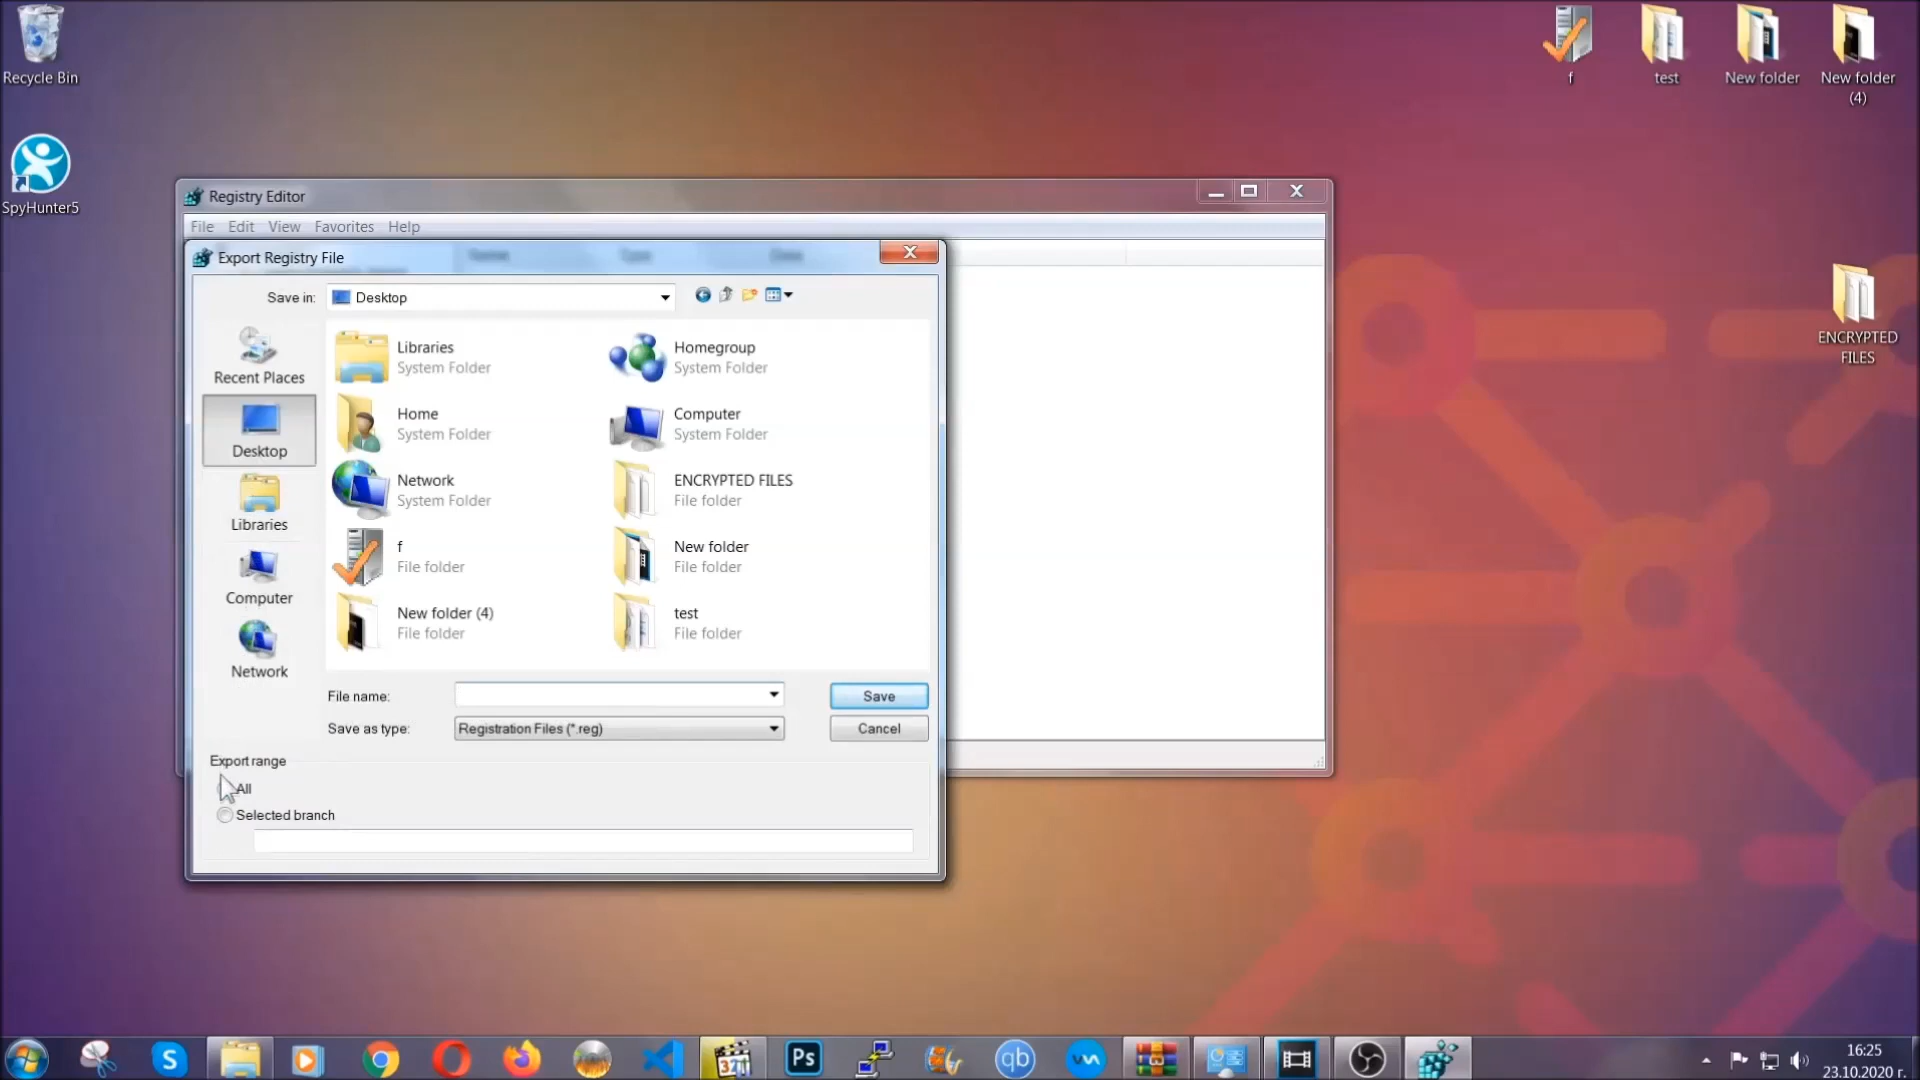 Recycle Bin
SpyHunter5
f
test
New folder
New folder
(4)
ENCRYPTED
FILES
Registry Editor
File Edit View Favorites Help
Export Registry File
Save in:
Desktop
Recent Places
Desktop
Libraries
Computer
Network
Libraries
System Folder
Homegroup
System Folder
Home
System Folder
Computer
System Folder
Network
System Folder
ENCRYPTED FILES
File folder
f
File folder
New folder
File folder
New folder (4)
File folder
test
File folder
File name:
Save
Save as type:
Registration Files (*.reg)
Cancel
Export range
All
Selected branch
S
321
Ps
qb
16:25
23.10.2020 г.